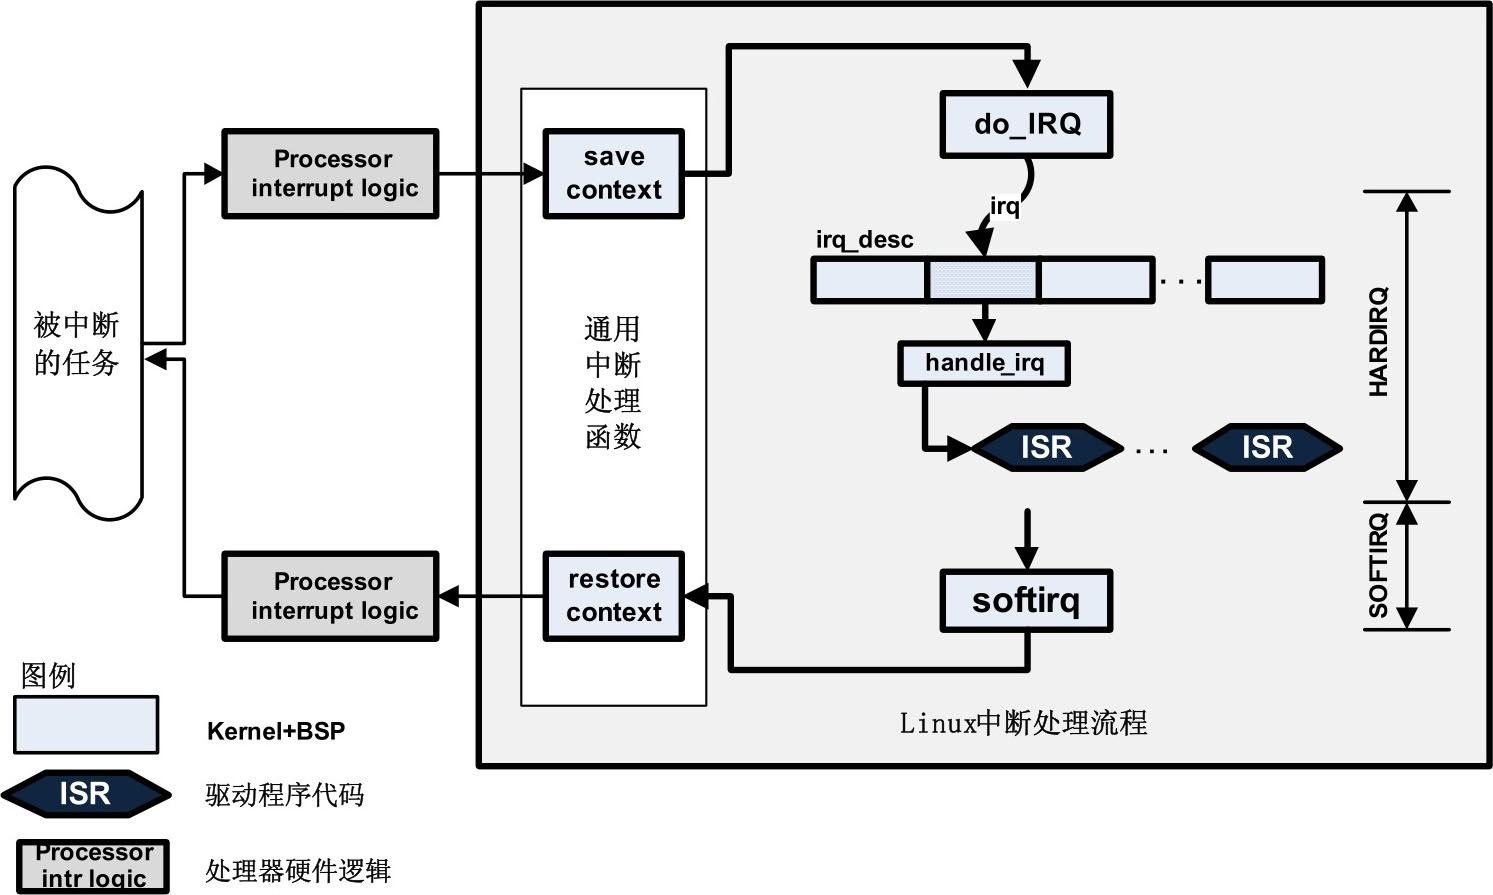 do_IRQ
Processor
interrupt logic
save
context
irq
irq_desc
...
被中断
的任务
通用
中断
处理
函数
handle_irq
HARDIRQ
ISR
...
ISR
SOFTIRQ
Processor
interrupt logic
restore
context
softirq
图例
Kernel+BSP
Linux中断处理流程
ISR
驱动程序代码
Processor
intr logic
处理器硬件逻辑